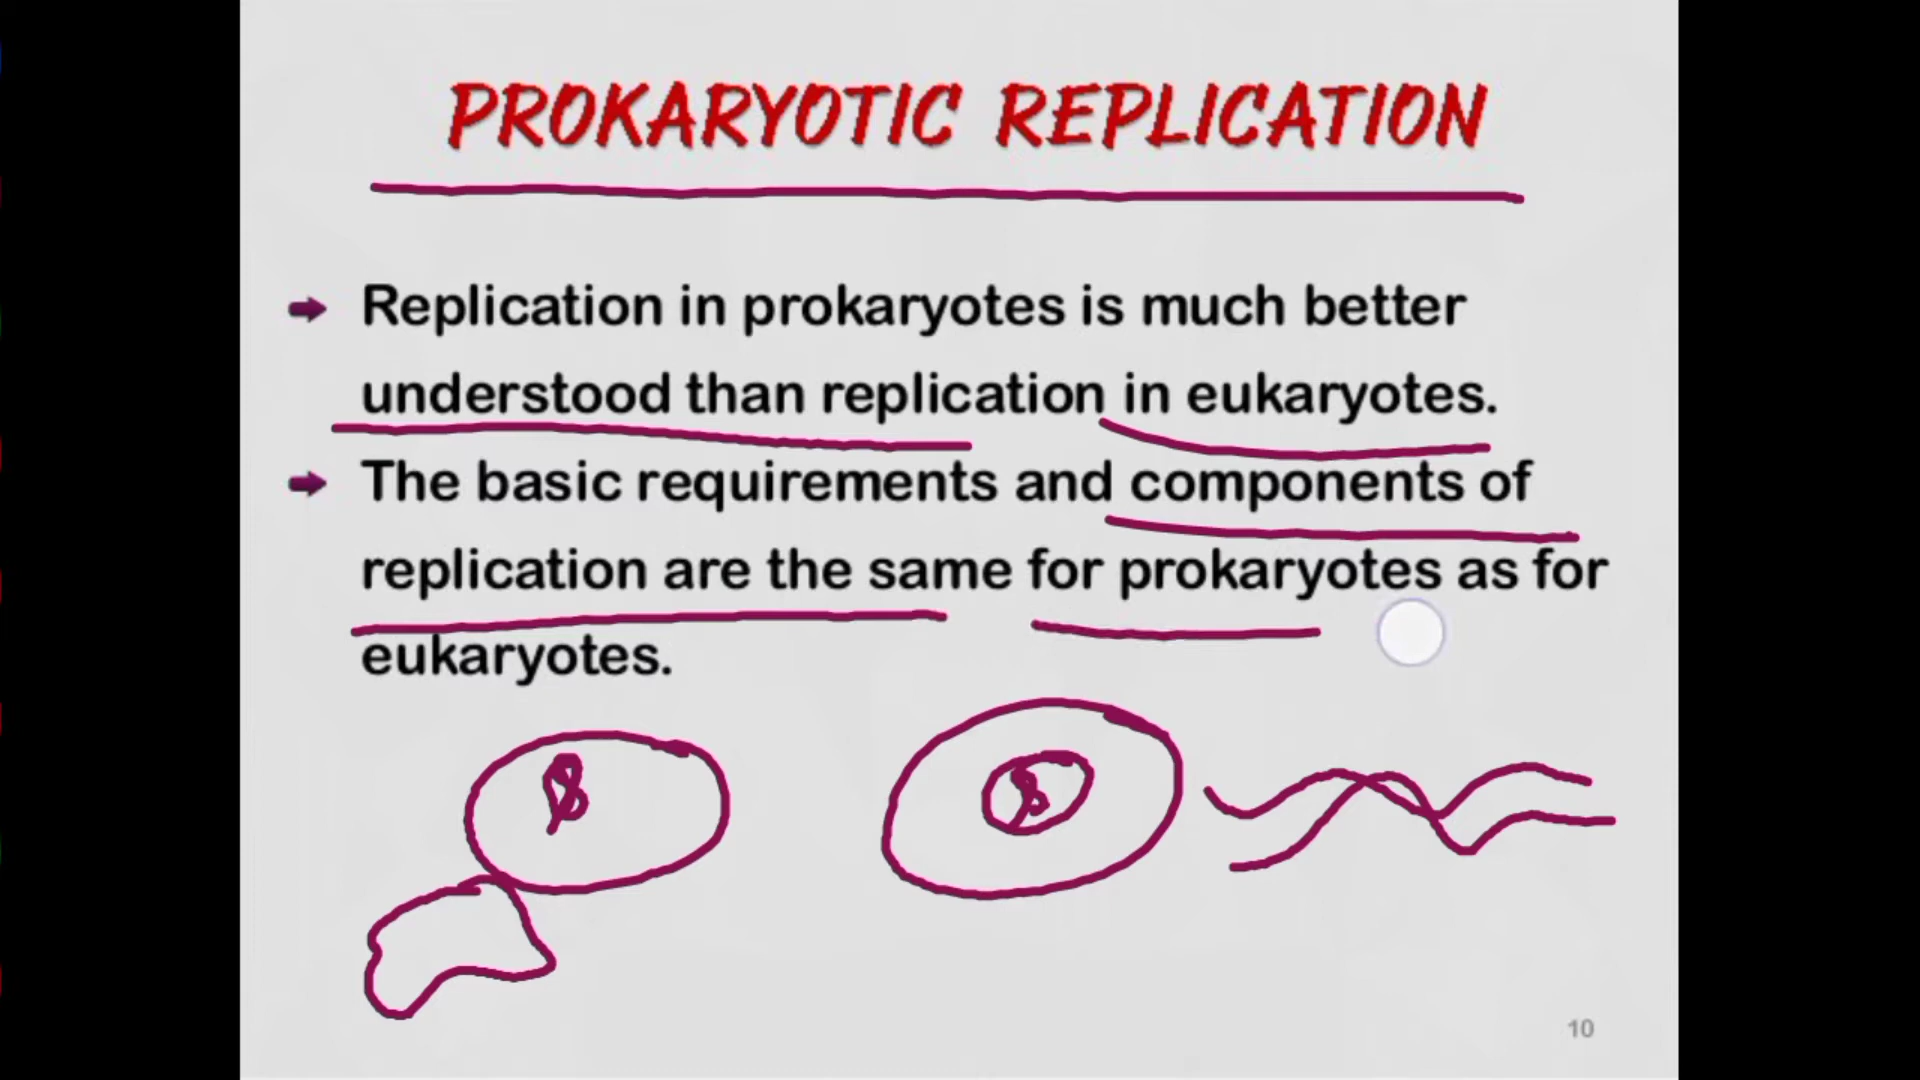 PROKARYOTIC REPLICATION
Replication in prokaryotes is much better
understood than replication in eukaryotes.
The basic requirements and components of
replication are the same for prokaryotes as for
eukaryotes.
10